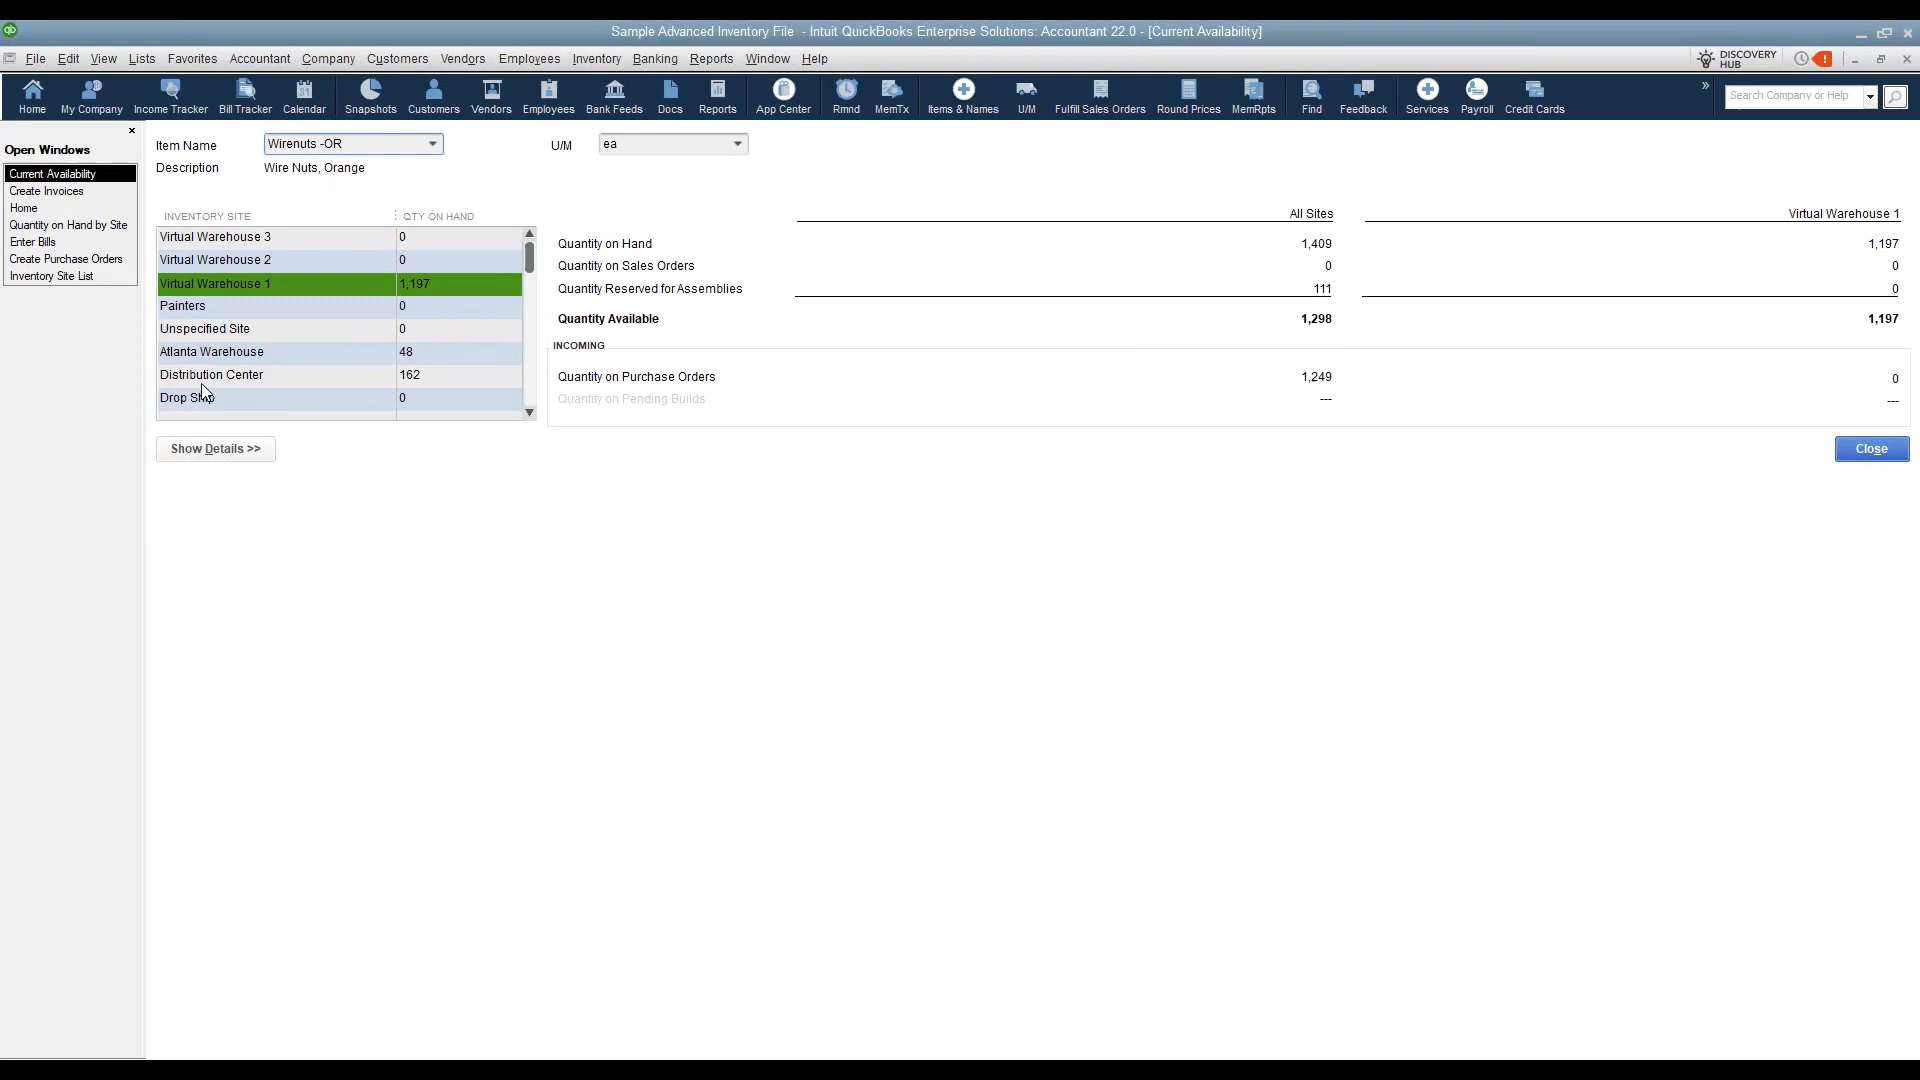 qb
Sample Advanced Inventory File - Intuit QuickBooks Enterprise Solutions: Accountant 22.0 - [Current Availability]
File Edit View Lists Favorites Accountant Company Customers Vendors Employees Inventory Banking Reports Window Help
DISCOVERY HUB
!
Home My Company Income Tracker Bill Tracker Calendar Snapshots Customers Vendors Employees Bank Feeds Docs Reports App Center Rmnd MemTx Items & Names U/M Fulfill Sales Orders Round Prices MemRpts Find Feedback Services Payroll Credit Cards » Search Company or Help
Open Windows
Current Availability
Create Invoices
Home
Quantity on Hand by Site
Enter Bills
Create Purchase Orders
Inventory Site List
Item Name Wirenuts -OR U/M ea
Description Wire Nuts, Orange
INVENTORY SITE QTY ON HAND
Virtual Warehouse 3 0
Virtual Warehouse 2 0
Virtual Warehouse 1 1,197
Painters 0
Unspecified Site 0
Atlanta Warehouse 48
Distribution Center 162
Drop Ship 0
All Sites Virtual Warehouse 1
Quantity on Hand 1,409 1,197
Quantity on Sales Orders 0 0
Quantity Reserved for Assemblies 111 0
Quantity Available 1,298 1,197
INCOMING
Quantity on Purchase Orders 1,249 0
Quantity on Pending Builds --- ---
Show Details >>
Close